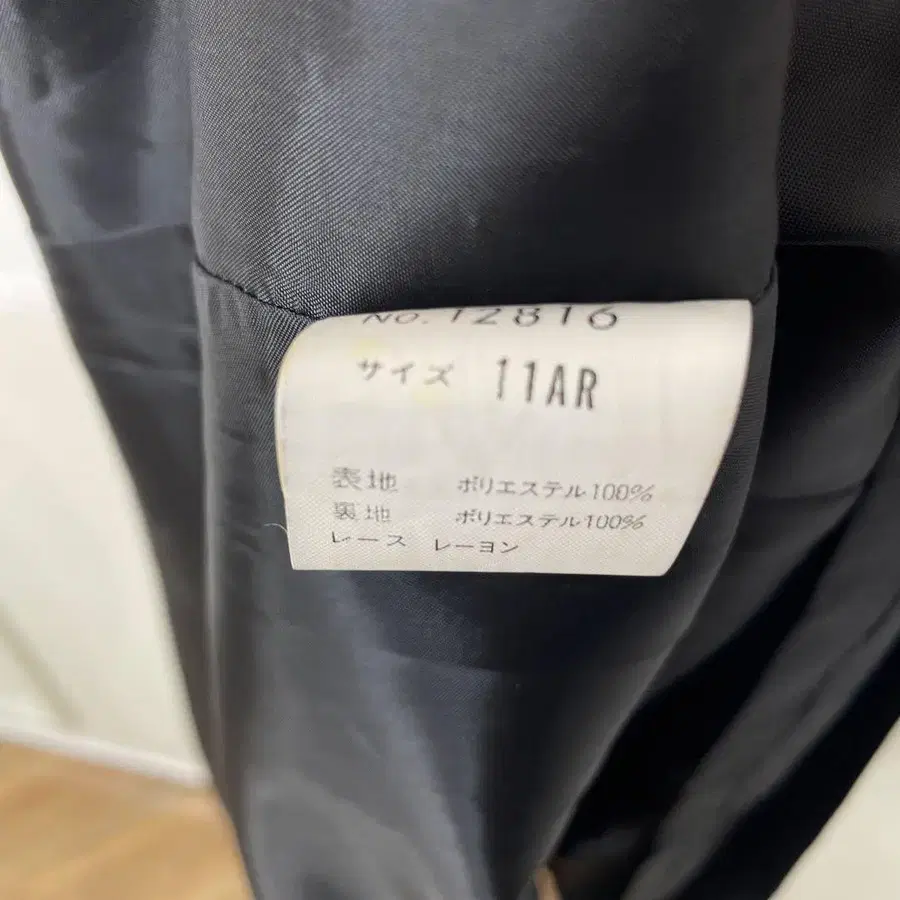 NO. 12816
サイズ 11AR
表地 ポリエステル100%
裏地 ポリエステル100%
レース レーヨン